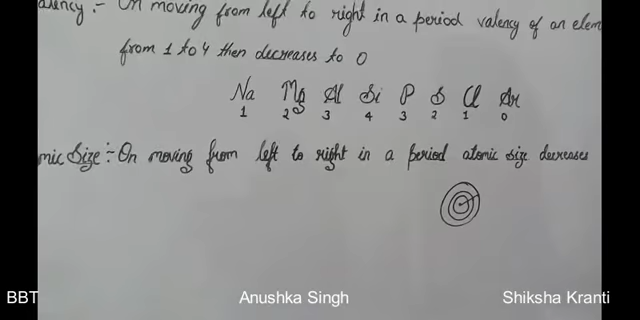 alency :- On moving from left to right in a period valency of an elem
from 1 to 4 then decreases to 0
Na Mg Al Si P S Cl Ar
1 2 3 4 3 2 1 0
mic Size :- On moving from left to right in a period atomic size decreases
BBT Anushka Singh Shiksha Kranti